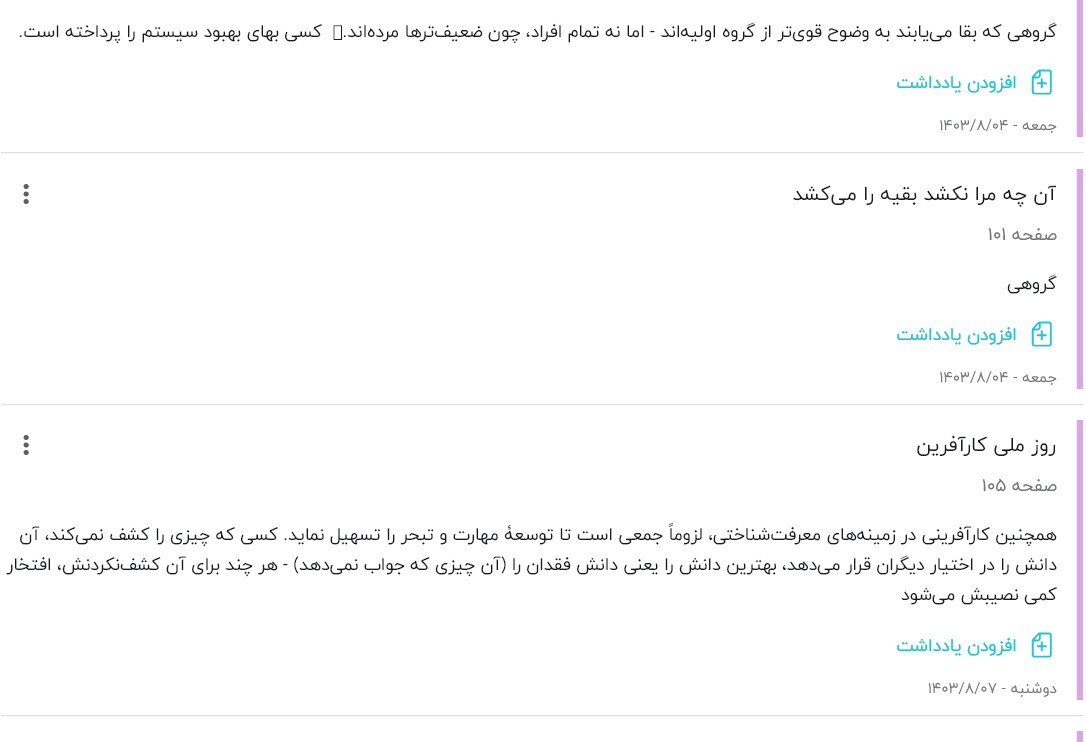 گروهی که بقا می‌یابند به وضوح قوی‌تر از گروه اولیه‌اند - اما نه تمام افراد، چون ضعیف‌ترها مرده‌اند.▯ کسی بهای بهبود سیستم را پرداخته است.
افزودن یادداشت
جمعه - ۱۴۰۳/۸/۰۴
آن چه مرا نکشد بقیه را می‌کشد
صفحه ۱۰۱
گروهی
افزودن یادداشت
جمعه - ۱۴۰۳/۸/۰۴
روز ملی کارآفرین
صفحه ۱۰۵
همچنین کارآفرینی در زمینه‌های معرفت‌شناختی، لزوماً جمعی است تا توسعهٔ مهارت و تبحر را تسهیل نماید. کسی که چیزی را کشف نمی‌کند، آن
دانش را در اختیار دیگران قرار می‌دهد، بهترین دانش را یعنی دانش فقدان را (آن چیزی که جواب نمی‌دهد) - هر چند برای آن کشف‌نکردنش، افتخار
کمی نصیبش می‌شود
افزودن یادداشت
دوشنبه - ۱۴۰۳/۸/۰۷